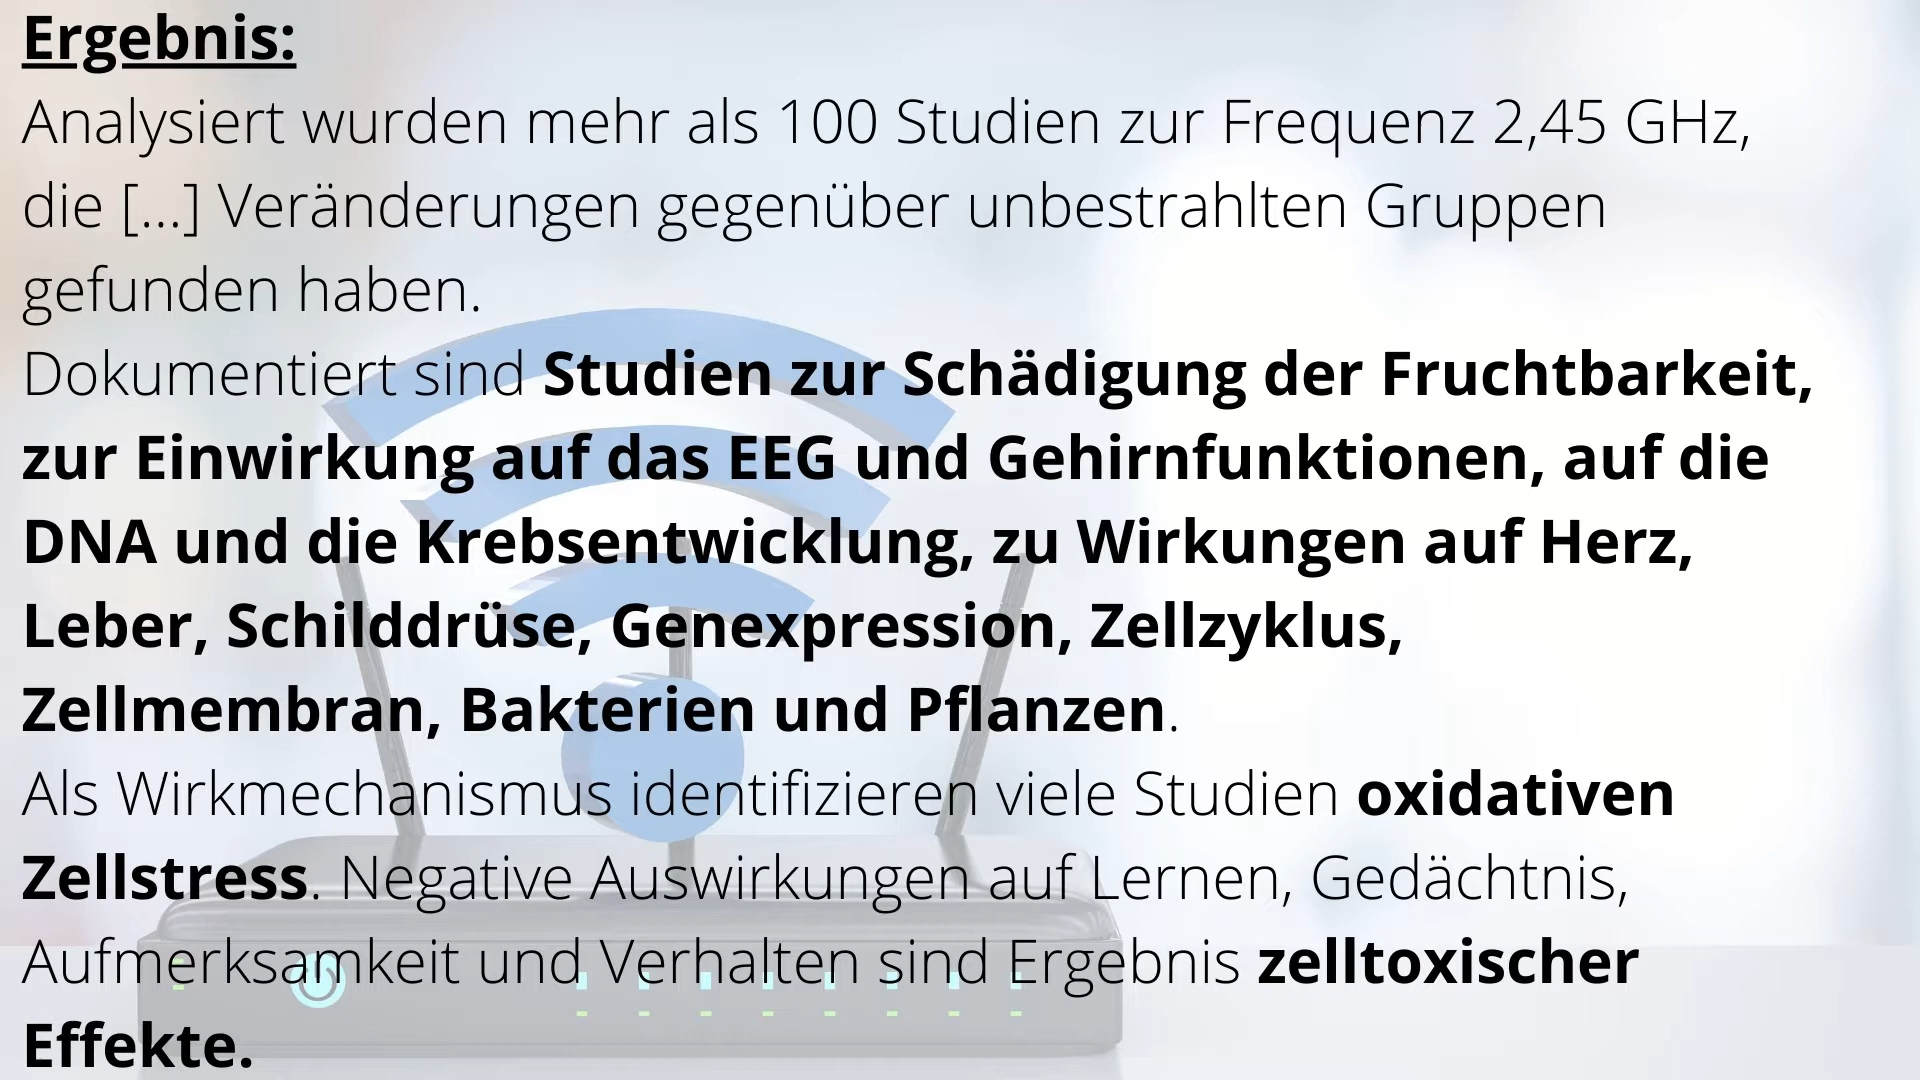 Ergebnis:
Analysiert wurden mehr als 100 Studien zur Frequenz 2,45 GHz,
die [...] Veränderungen gegenüber unbestrahlten Gruppen
gefunden haben.
Dokumentiert sind Studien zur Schädigung der Fruchtbarkeit,
zur Einwirkung auf das EEG und Gehirnfunktionen, auf die
DNA und die Krebsentwicklung, zu Wirkungen auf Herz,
Leber, Schilddrüse, Genexpression, Zellzyklus,
Zellmembran, Bakterien und Pflanzen.
Als Wirkmechanismus identifizieren viele Studien oxidativen
Zellstress. Negative Auswirkungen auf Lernen, Gedächtnis,
Aufmerksamkeit und Verhalten sind Ergebnis zelltoxischer
Effekte.